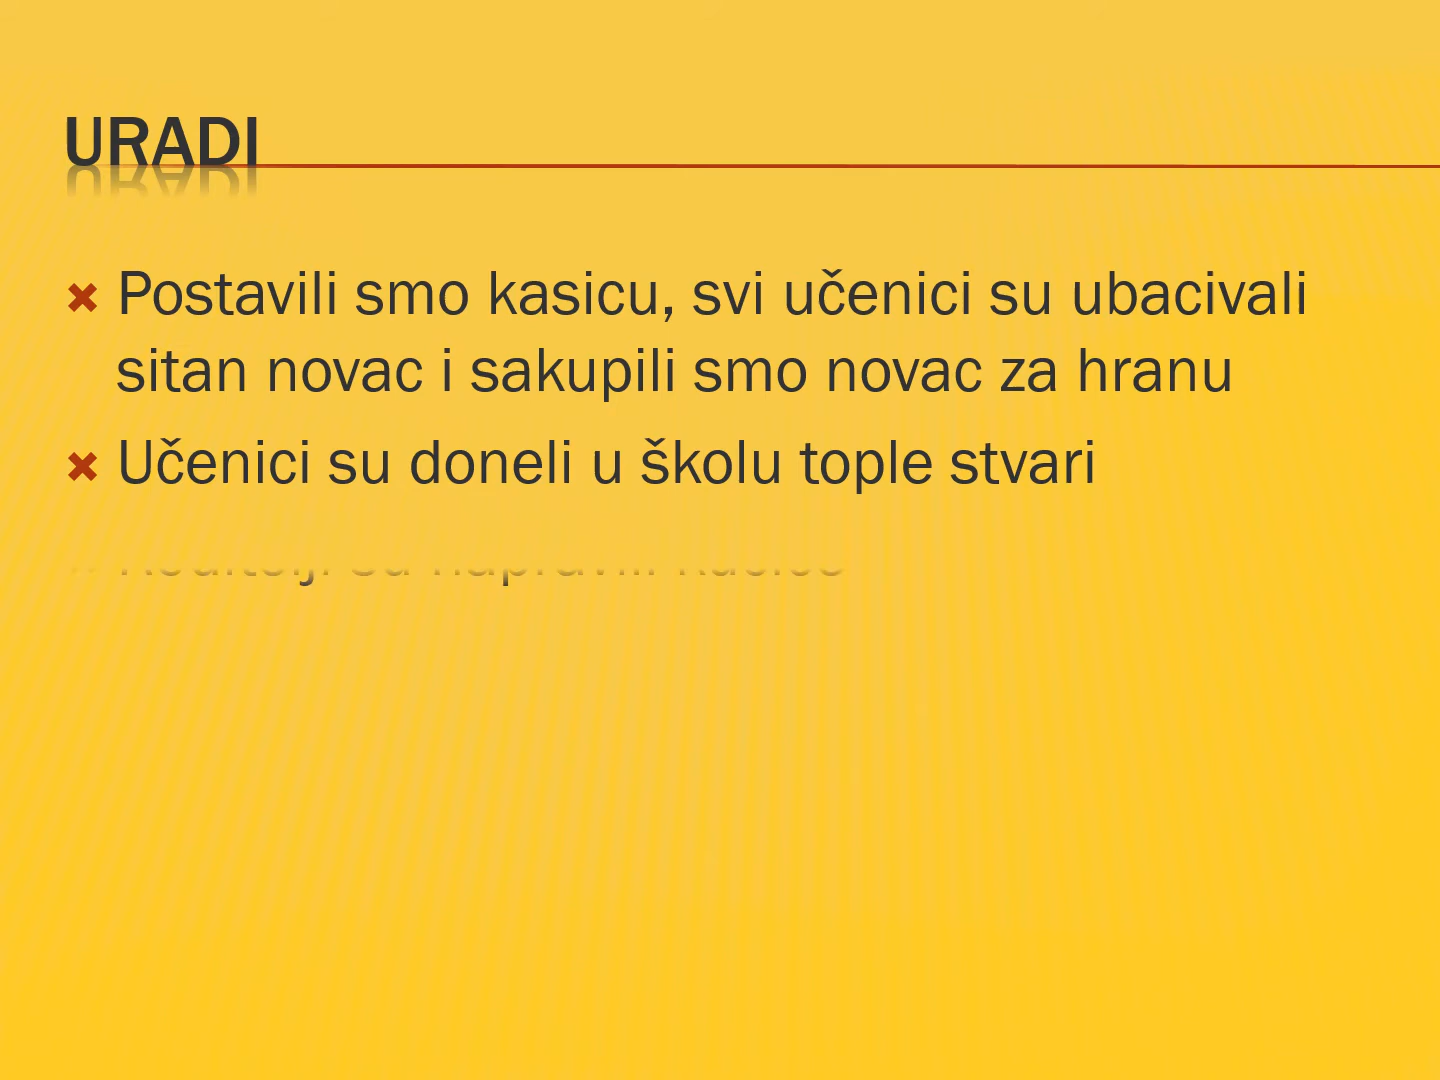 URADI
Postavili smo kasicu, svi učenici su ubacivali
sitan novac i sakupili smo novac za hranu
Učenici su doneli u školu tople stvari